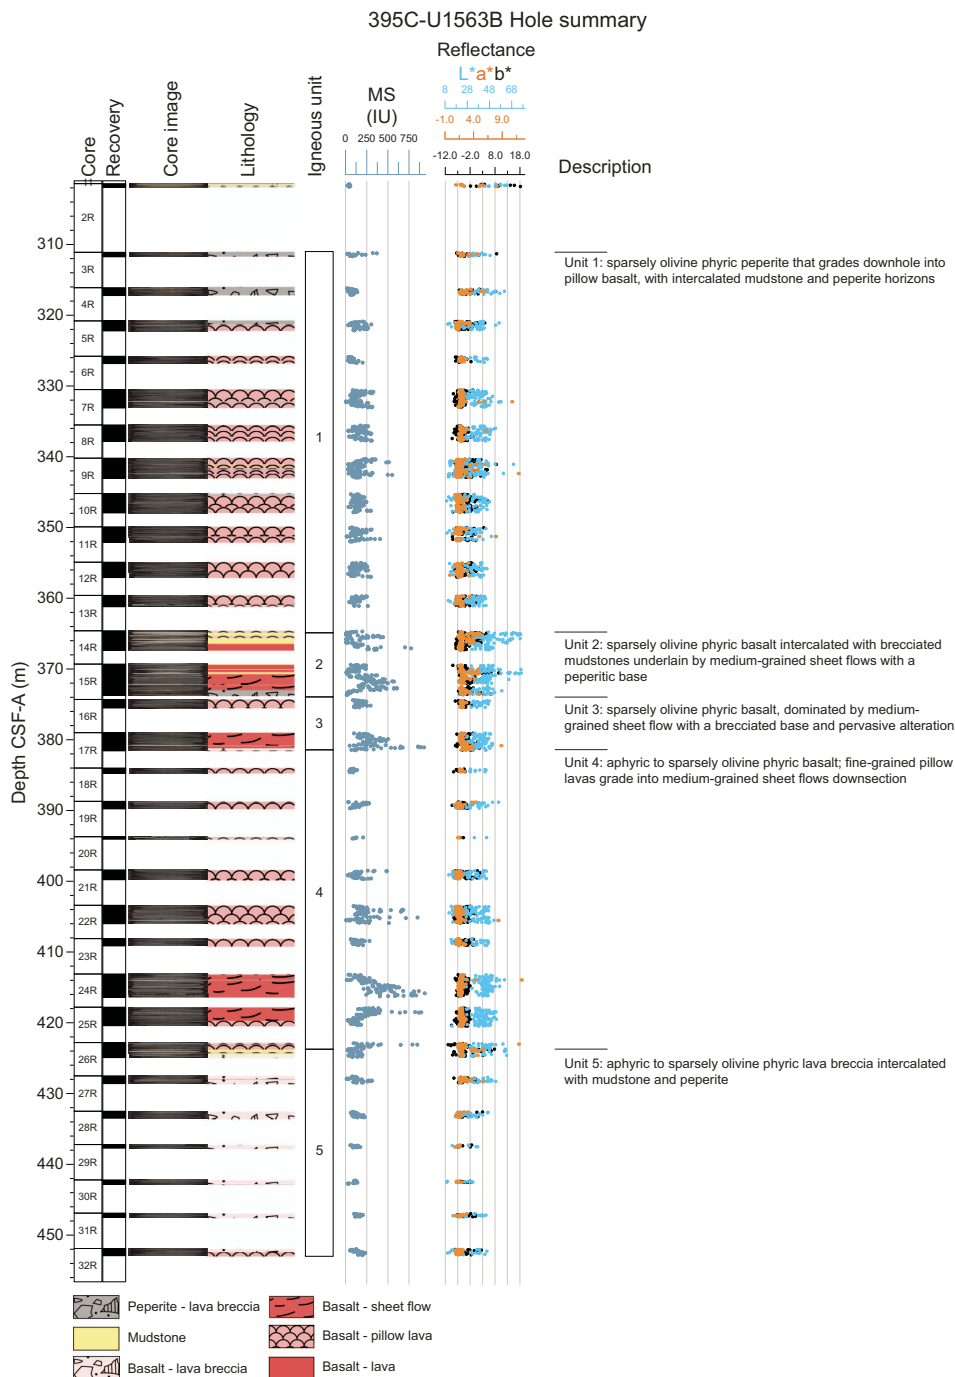 395C-U1563B Hole summary
Reflectance
L* a* b*
8 28 48 68
-1.0 4.0 9.0
-12.0 -2.0 8.0 18.0
MS
(IU)
0 250 500 750
Core
Recovery
Core image
Lithology
Igneous unit
Description
Depth CSF-A (m)
310
320
330
340
350
360
370
380
390
400
410
420
430
440
450
2R
3R
4R
5R
6R
7R
8R
9R
10R
11R
12R
13R
14R
15R
16R
17R
18R
19R
20R
21R
22R
23R
24R
25R
26R
27R
28R
29R
30R
31R
32R
1
2
3
4
5
Unit 1: sparsely olivine phyric peperite that grades downhole into
pillow basalt, with intercalated mudstone and peperite horizons
Unit 2: sparsely olivine phyric basalt intercalated with brecciated
mudstones underlain by medium-grained sheet flows with a
peperitic base
Unit 3: sparsely olivine phyric basalt, dominated by medium-
grained sheet flow with a brecciated base and pervasive alteration
Unit 4: aphyric to sparsely olivine phyric basalt; fine-grained pillow
lavas grade into medium-grained sheet flows downsection
Unit 5: aphyric to sparsely olivine phyric lava breccia intercalated
with mudstone and peperite
Peperite - lava breccia
Mudstone
Basalt - lava breccia
Basalt - sheet flow
Basalt - pillow lava
Basalt - lava